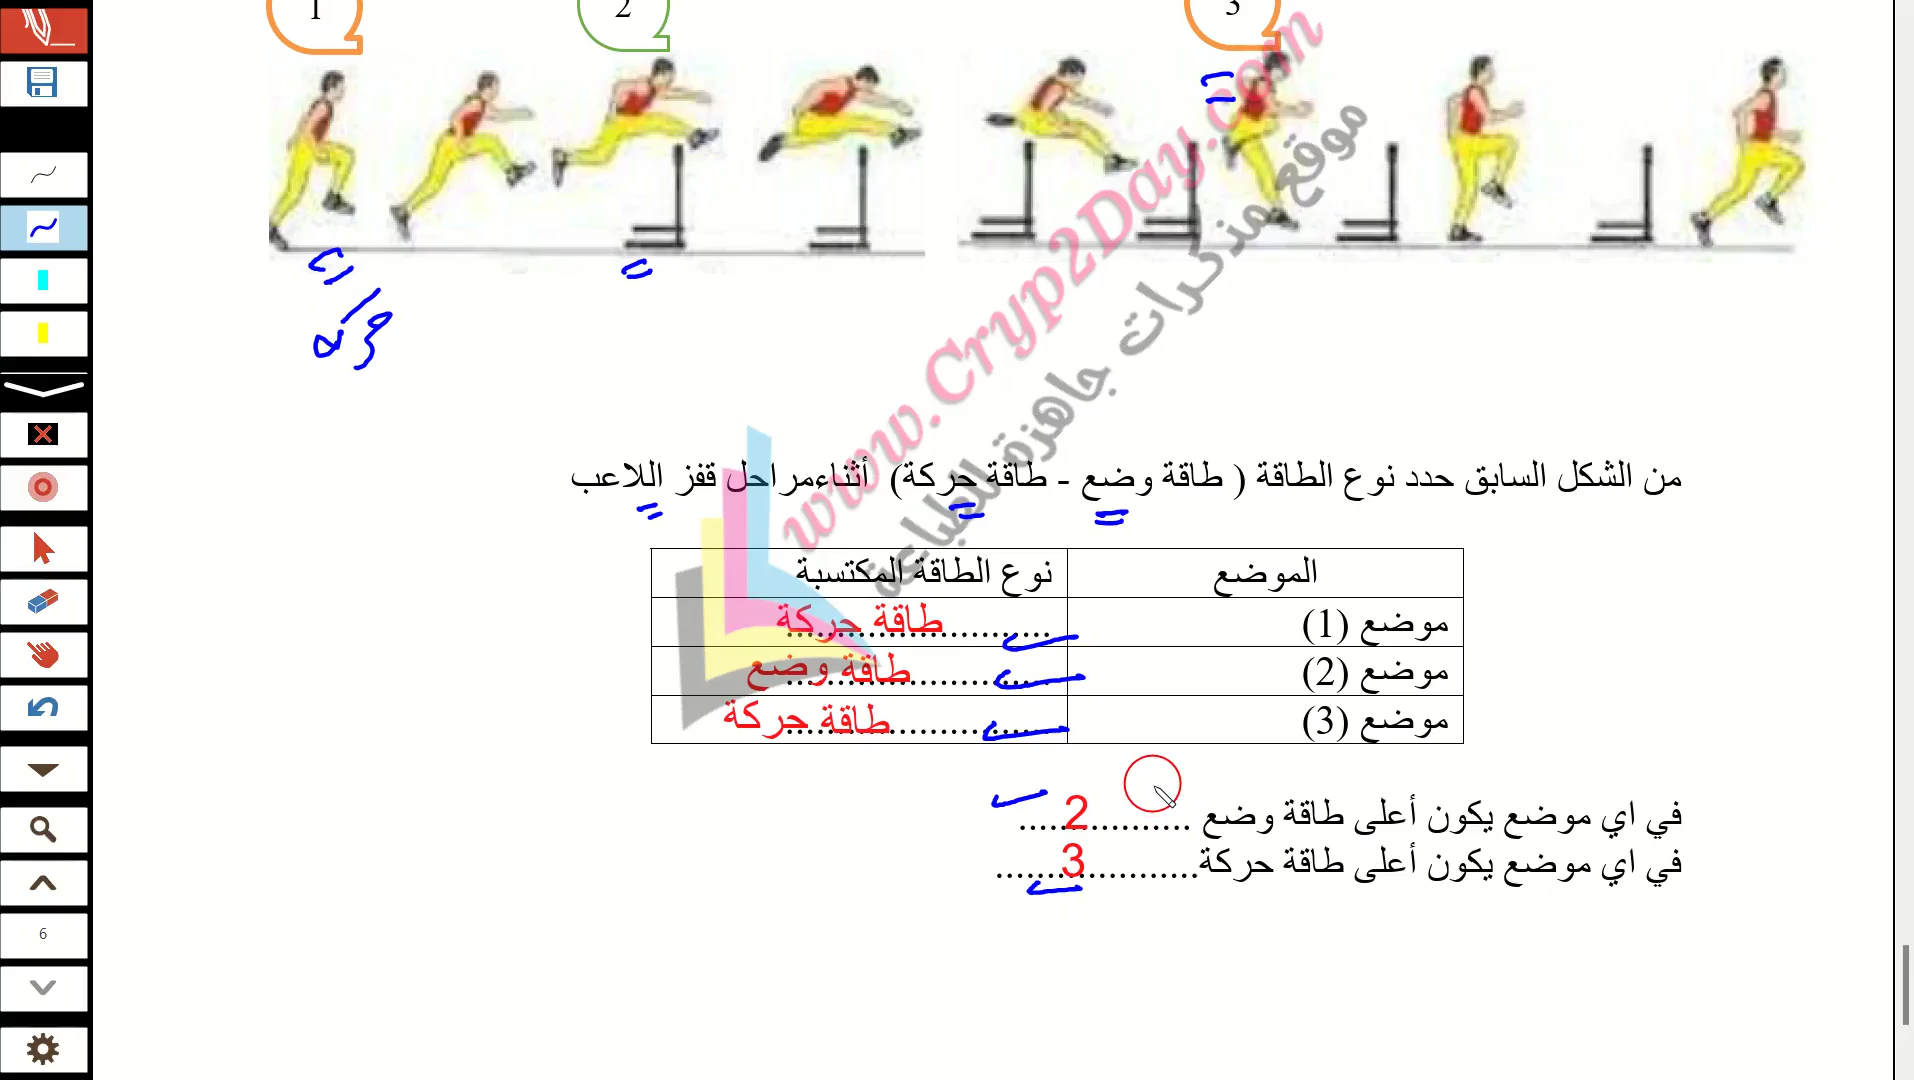 1 2 3
www.Cryp2Day.com
موقع مذكرات جاهزة للطباعة
من الشكل السابق حدد نوع الطاقة ( طاقة وضع - طاقة حركة) أثناءمراحل قفز اللاعب
الموضع نوع الطاقة المكتسبة
موضع (1) طاقة حركة
موضع (2) طاقة وضع
موضع (3) طاقة حركة
في اي موضع يكون أعلى طاقة وضع ................. 2
في اي موضع يكون أعلى طاقة حركة.................... 3
6